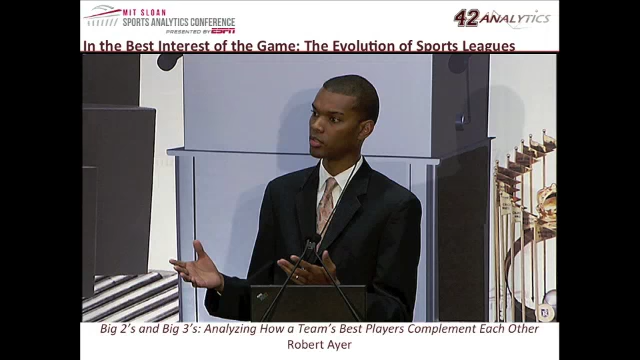 MIT SLOAN
SPORTS ANALYTICS CONFERENCE
PRESENTED BY ESPN
42 ANALYTICS
In the Best Interest of the Game: The Evolution of Sports Leagues
Big 2's and Big 3's: Analyzing How a Team's Best Players Complement Each Other
Robert Ayer